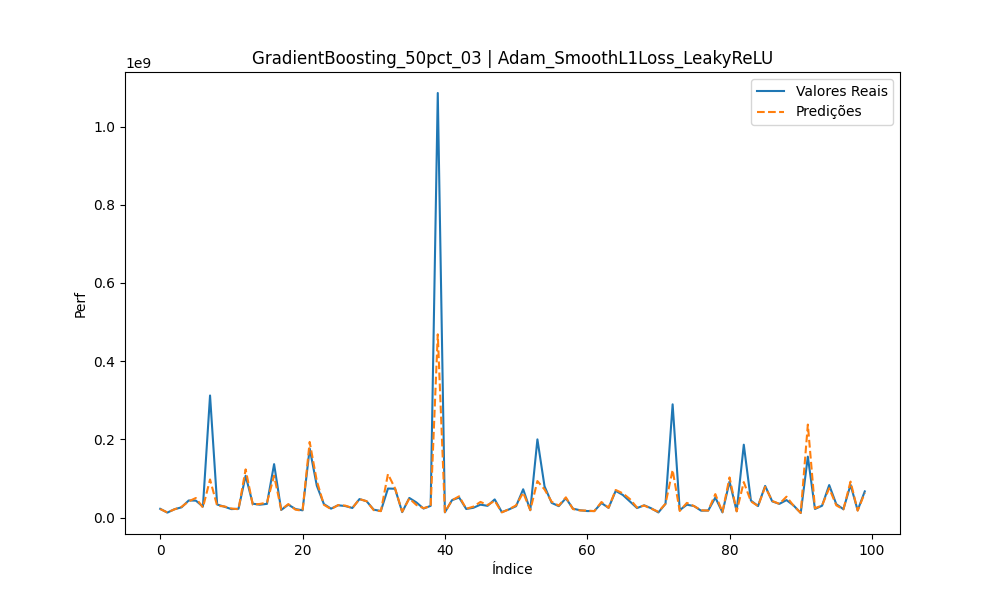 GradientBoosting_50pct_03 | Adam_SmoothL1Loss_LeakyReLU
1e9
Valores Reais
Predições
1.0
0.8
0.6
0.4
0.2
0.0
Perf
0
20
40
60
80
100
Índice